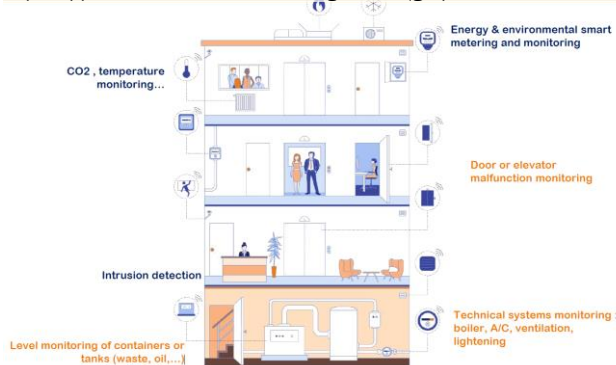 Energy & environmental smart
metering and monitoring
CO2 , temperature
monitoring...
Door or elevator
malfunction monitoring
Intrusion detection
Technical systems monitoring :
boiler, A/C, ventilation,
lightening
Level monitoring of containers or
tanks (waste, oil,...)